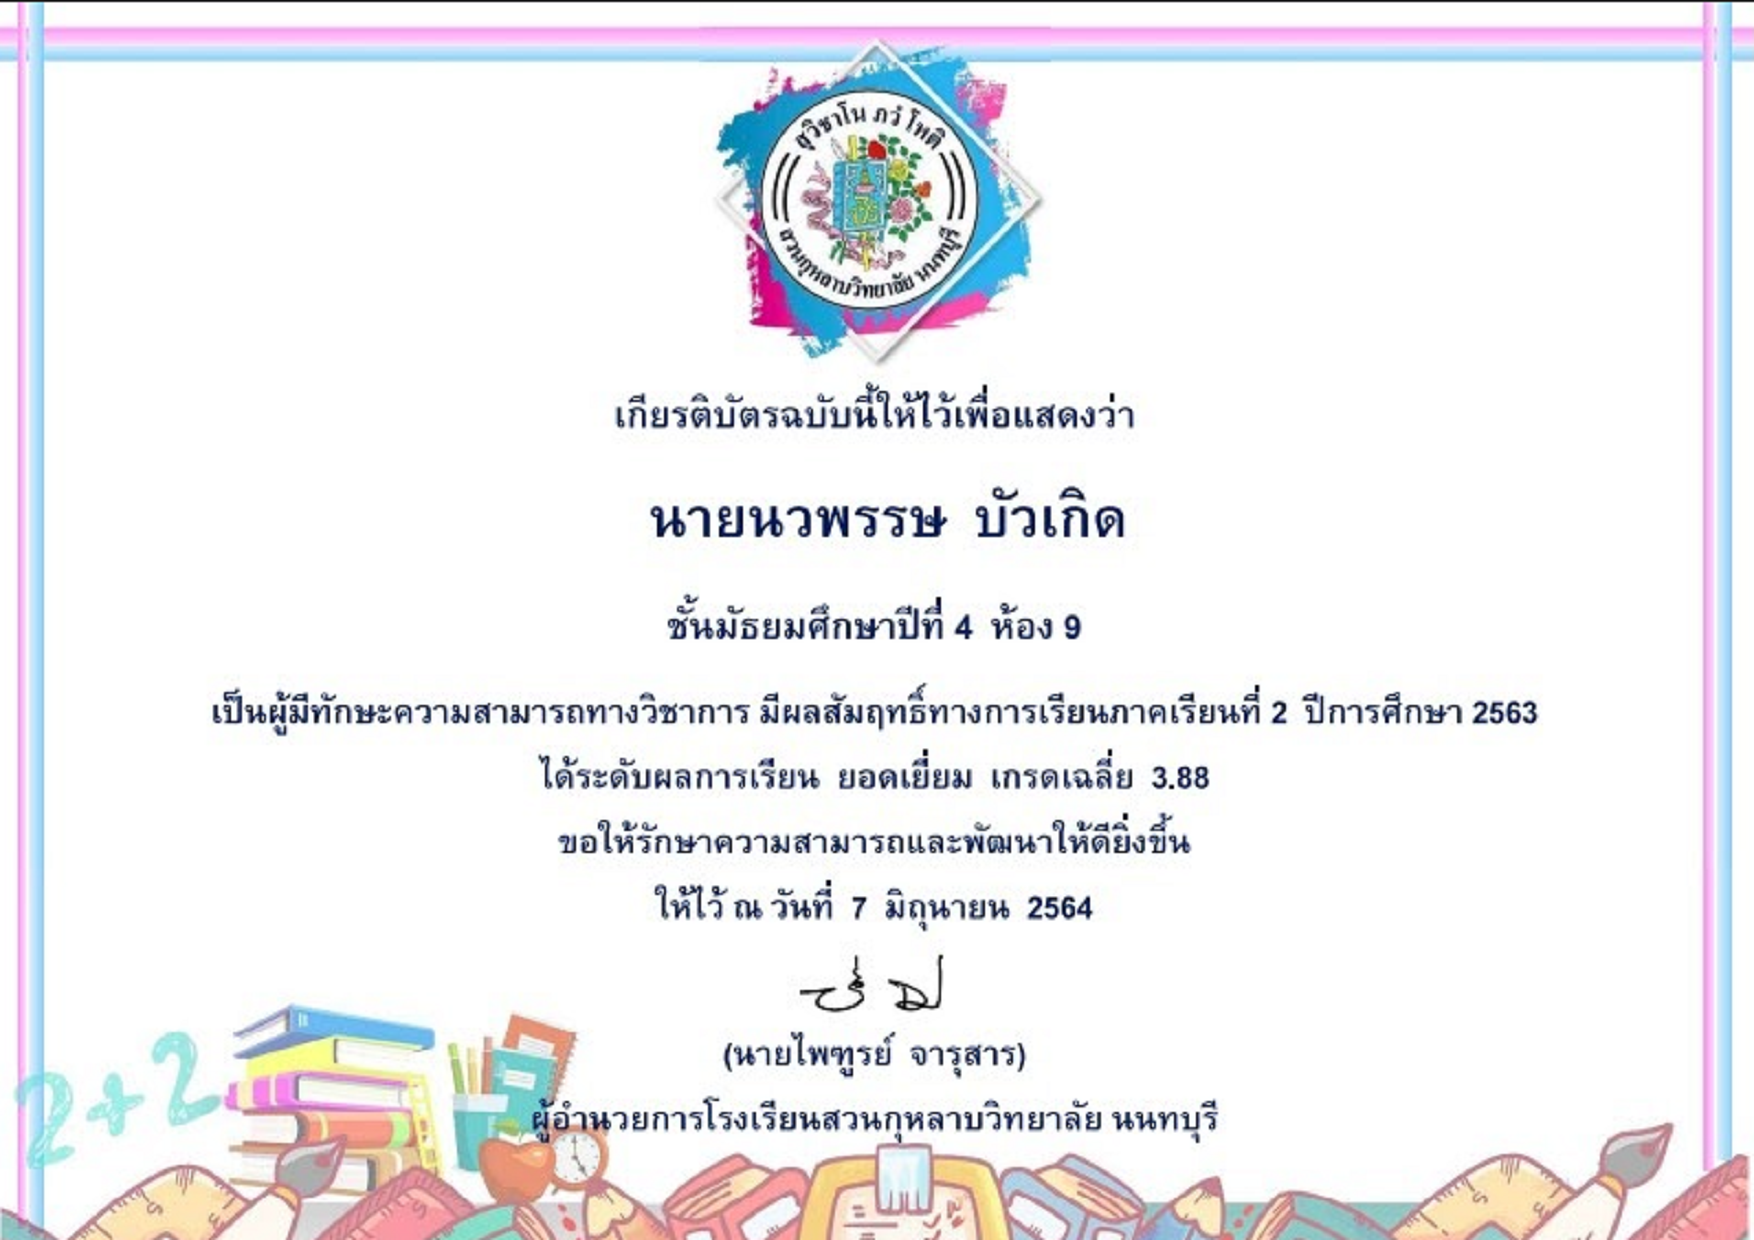 สุวิชาโน ภวํ โหติ
สวนกุหลาบวิทยาลัย นนทบุรี
เกียรติบัตรฉบับนี้ให้ไว้เพื่อแสดงว่า
นายนวพรรษ บัวเกิด
ชั้นมัธยมศึกษาปีที่ 4 ห้อง 9
เป็นผู้มีทักษะความสามารถทางวิชาการ มีผลสัมฤทธิ์ทางการเรียนภาคเรียนที่ 2 ปีการศึกษา 2563
ได้ระดับผลการเรียน ยอดเยี่ยม เกรดเฉลี่ย 3.88
ขอให้รักษาความสามารถและพัฒนาให้ดียิ่งขึ้น
ให้ไว้ ณ วันที่ 7 มิถุนายน 2564
(นายไพฑูรย์ จารุสาร)
ผู้อำนวยการโรงเรียนสวนกุหลาบวิทยาลัย นนทบุรี
2+2